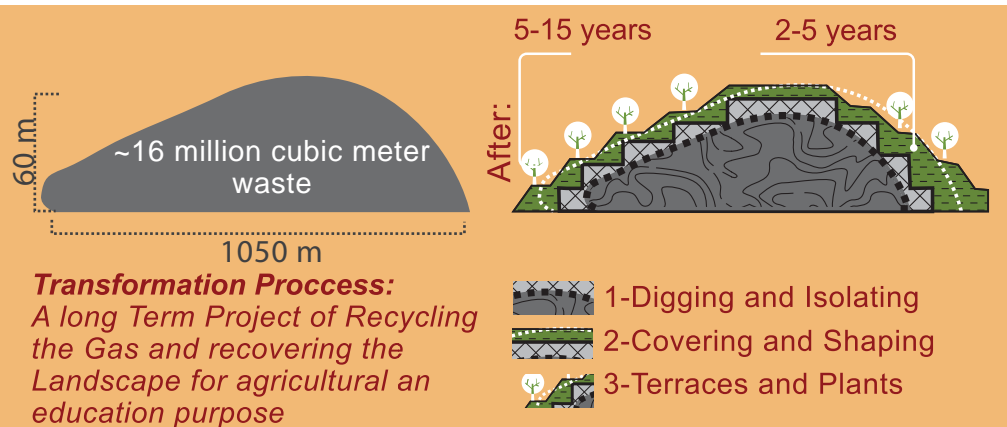 5-15 years
2-5 years
After:
60 m
~16 million cubic meter
waste
1050 m
Transformation Proccess:
A long Term Project of Recycling
the Gas and recovering the
Landscape for agricultural an
education purpose
1-Digging and Isolating
2-Covering and Shaping
3-Terraces and Plants